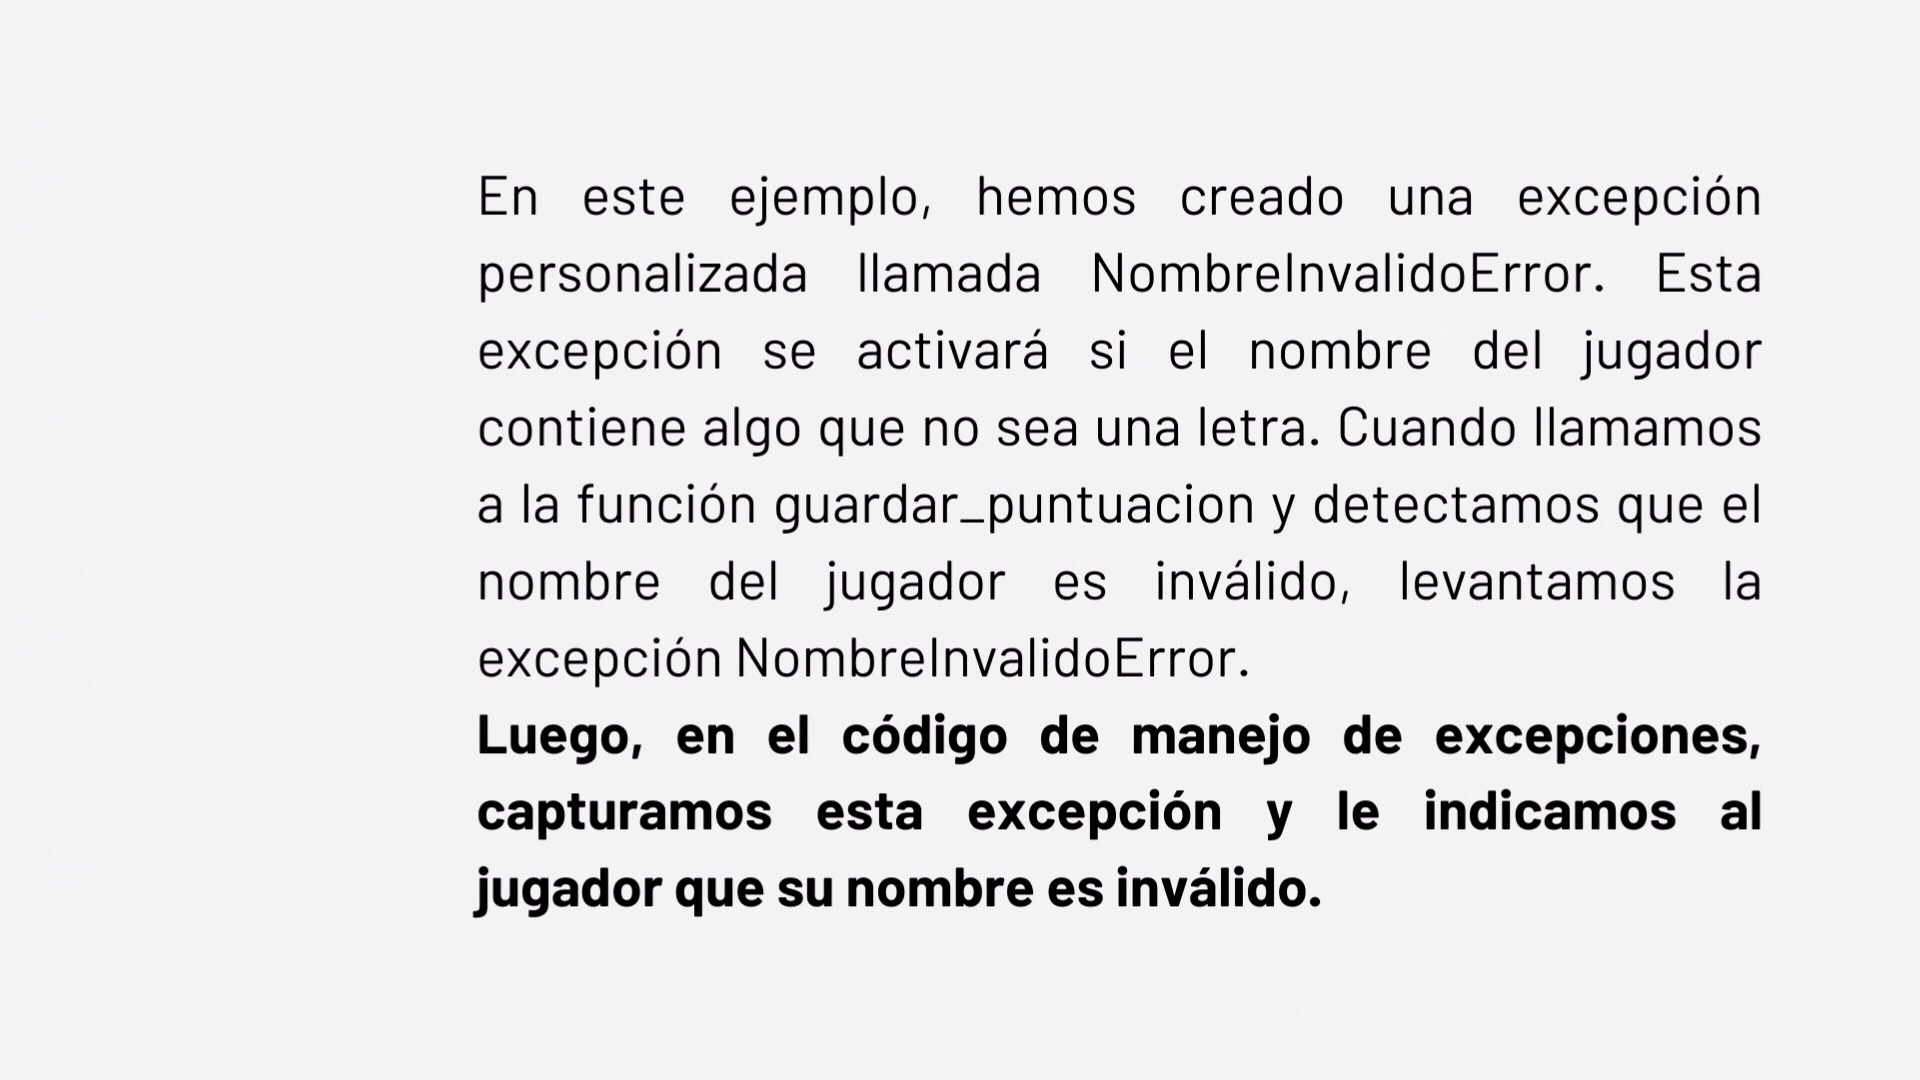 En este ejemplo, hemos creado una excepción
personalizada llamada NombreInvalidoError. Esta
excepción se activará si el nombre del jugador
contiene algo que no sea una letra. Cuando llamamos
a la función guardar_puntuacion y detectamos que el
nombre del jugador es inválido, levantamos la
excepción NombreInvalidoError.
Luego, en el código de manejo de excepciones,
capturamos esta excepción y le indicamos al
jugador que su nombre es inválido.